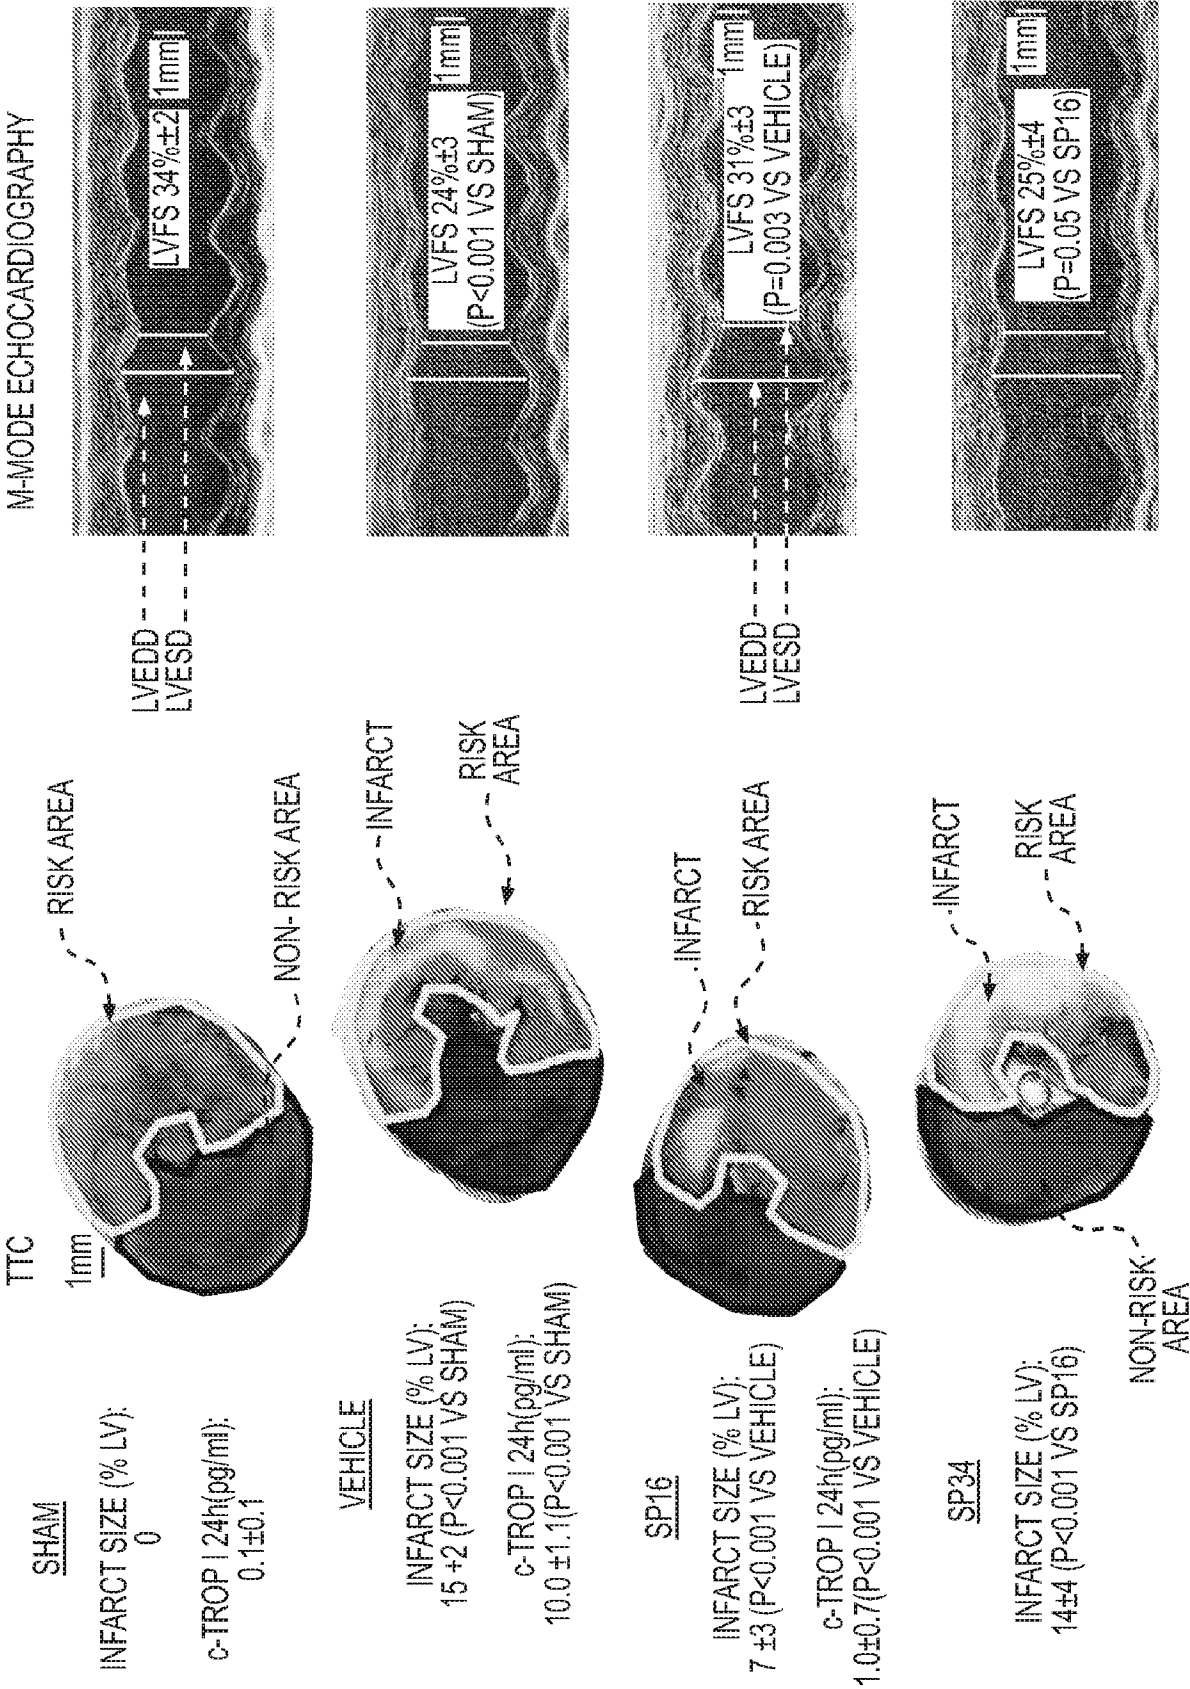 TTC
M-MODE ECHOCARDIOGRAPHY
1mm
SHAM
INFARCT SIZE (% LV):
0
c-TROP I 24h(pg/ml):
0.1±0.1
RISK AREA
NON-RISK AREA
LVEDD
LVESD
LVFS 34%±2
1mm
VEHICLE
INFARCT SIZE (% LV):
15 +2 (P<0.001 VS SHAM)
c-TROP I 24h(pg/ml):
10.0 ±1.1(P<0.001 VS SHAM)
INFARCT
RISK
AREA
LVFS 24%±3
(P<0.001 VS SHAM)
1mm
SP16
INFARCT SIZE (% LV):
7 ±3 (P<0.001 VS VEHICLE)
c-TROP I 24h(pg/ml):
1.0±0.7(P<0.001 VS VEHICLE)
INFARCT
RISK AREA
LVEDD
LVESD
LVFS 31%±3
(P=0.003 VS VEHICLE)
1mm
SP34
INFARCT SIZE (% LV):
14±4 (P<0.001 VS SP16)
NON-RISK
AREA
INFARCT
RISK
AREA
LVFS 25%±4
(P=0.05 VS SP16)
1mm